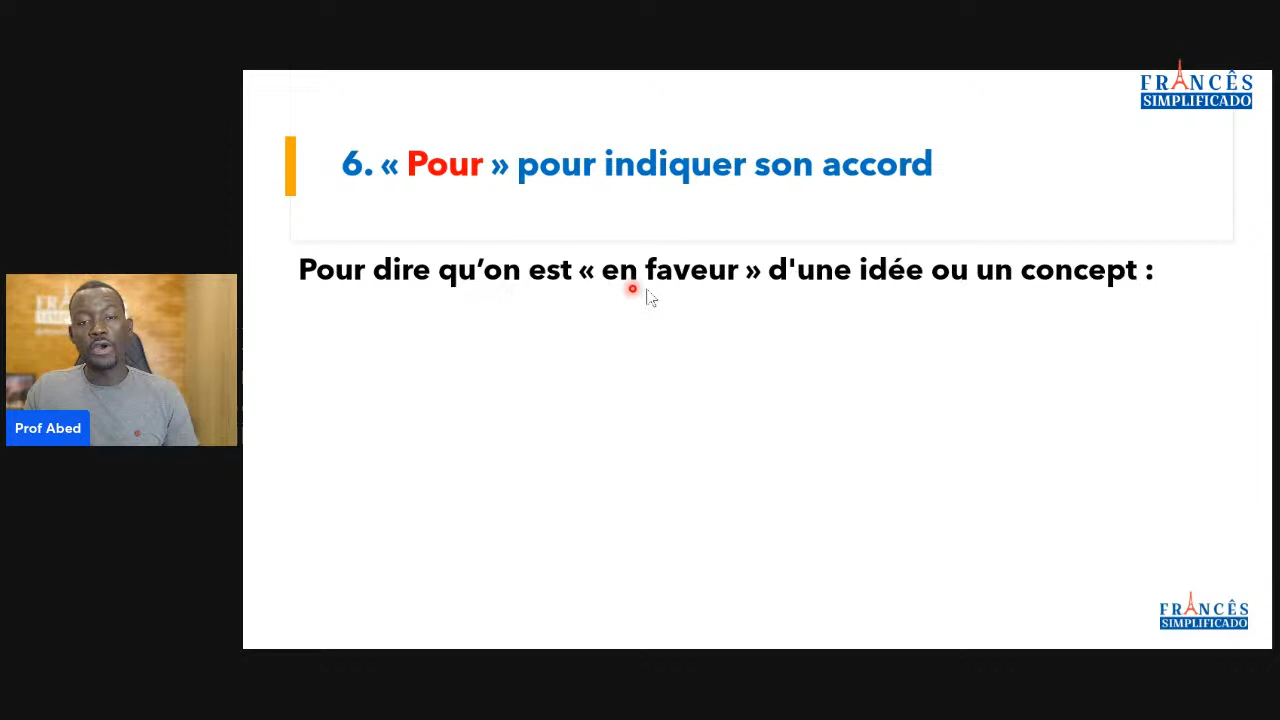 FRANCÊS
SIMPLIFICADO
6. « Pour » pour indiquer son accord
Pour dire qu’on est « en faveur » d'une idée ou un concept :
Prof Abed
FRANCÊS
SIMPLIFICADO